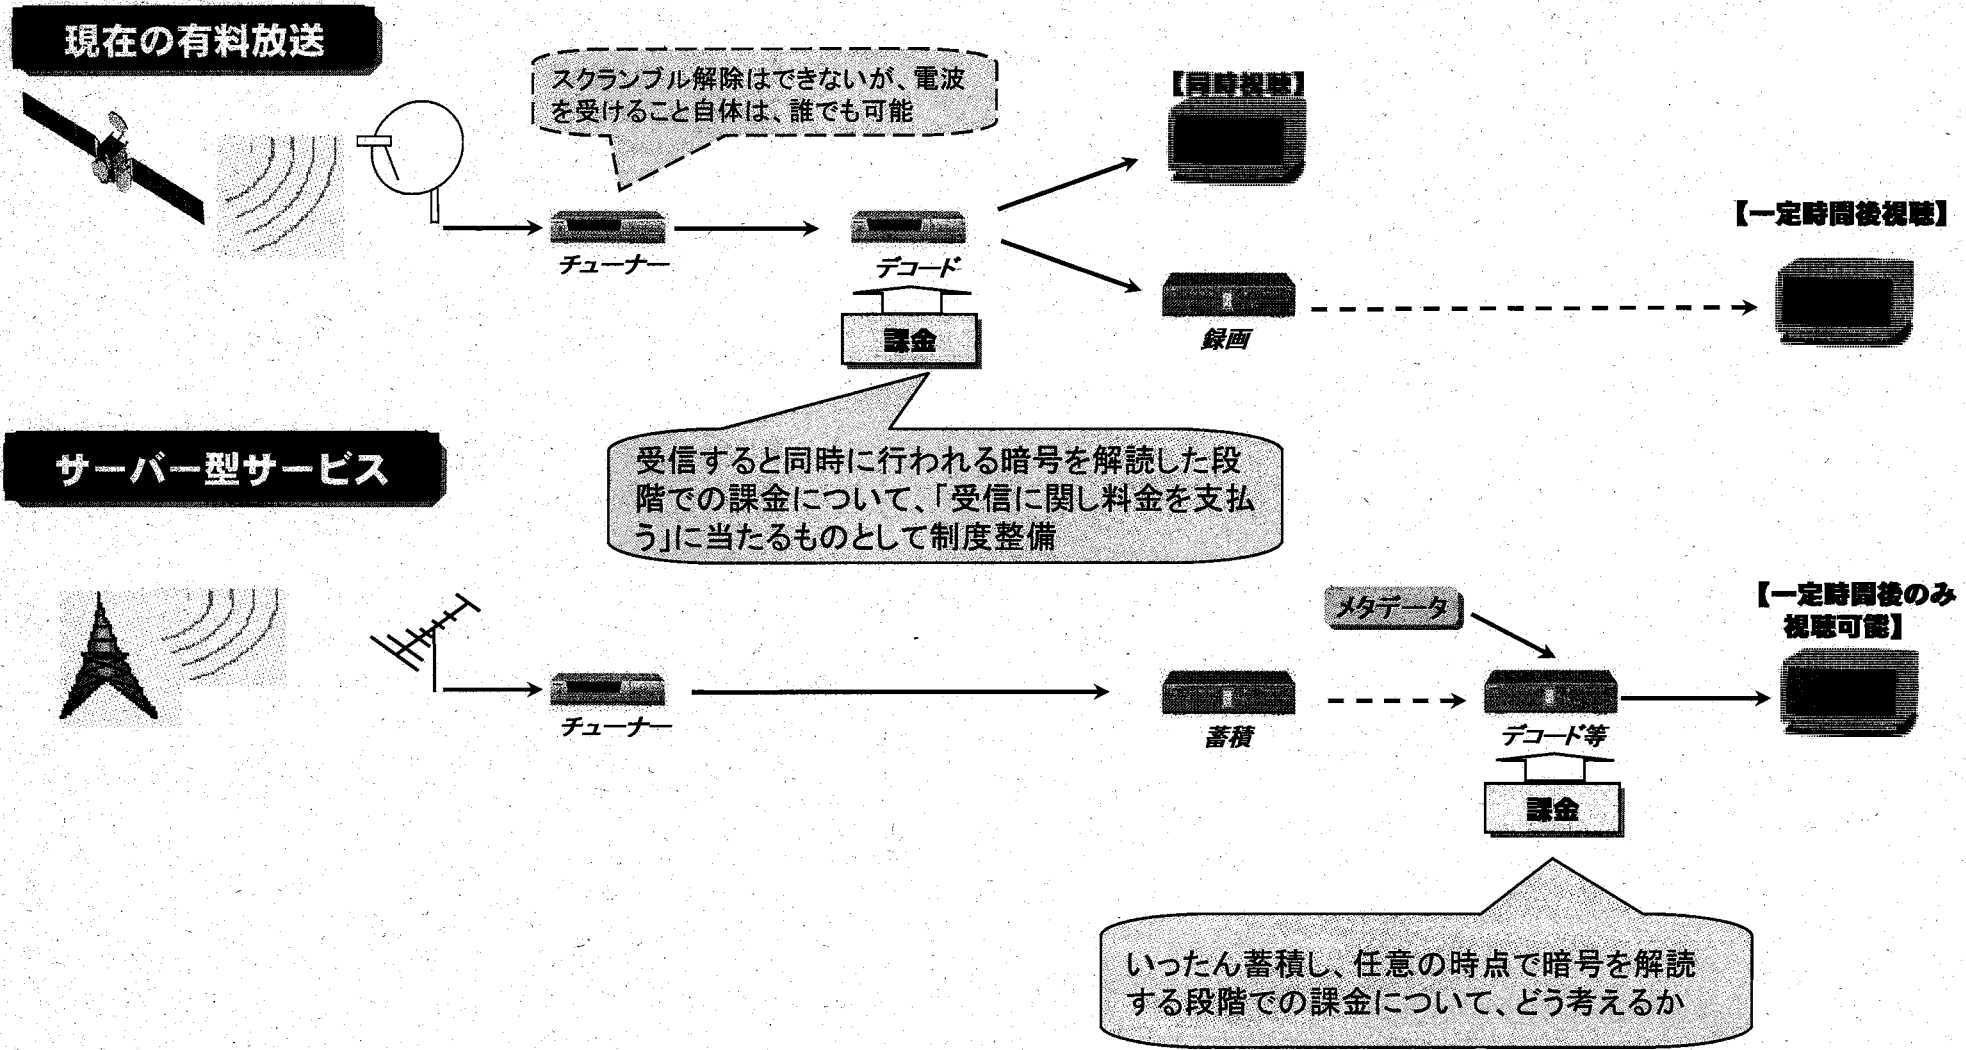 現在の有料放送
スクランブル解除はできないが、電波
を受けること自体は、誰でも可能
【同時視聴】
【一定時間後視聴】
チューナー
デコード
録画
課金
受信すると同時に行われる暗号を解読した段
階での課金について、「受信に関し料金を支払
う」に当たるものとして制度整備
サーバー型サービス
メタデータ
【一定時間後のみ
視聴可能】
チューナー
蓄積
デコード等
課金
いったん蓄積し、任意の時点で暗号を解読
する段階での課金について、どう考えるか